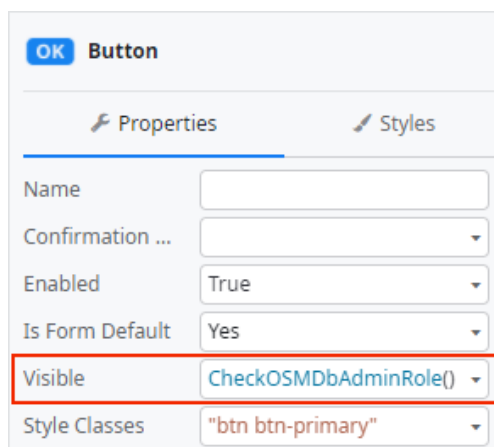 OK Button
Properties Styles
Name
Confirmation ...
Enabled True
Is Form Default Yes
Visible CheckOSMDbAdminRole()
Style Classes "btn btn-primary"